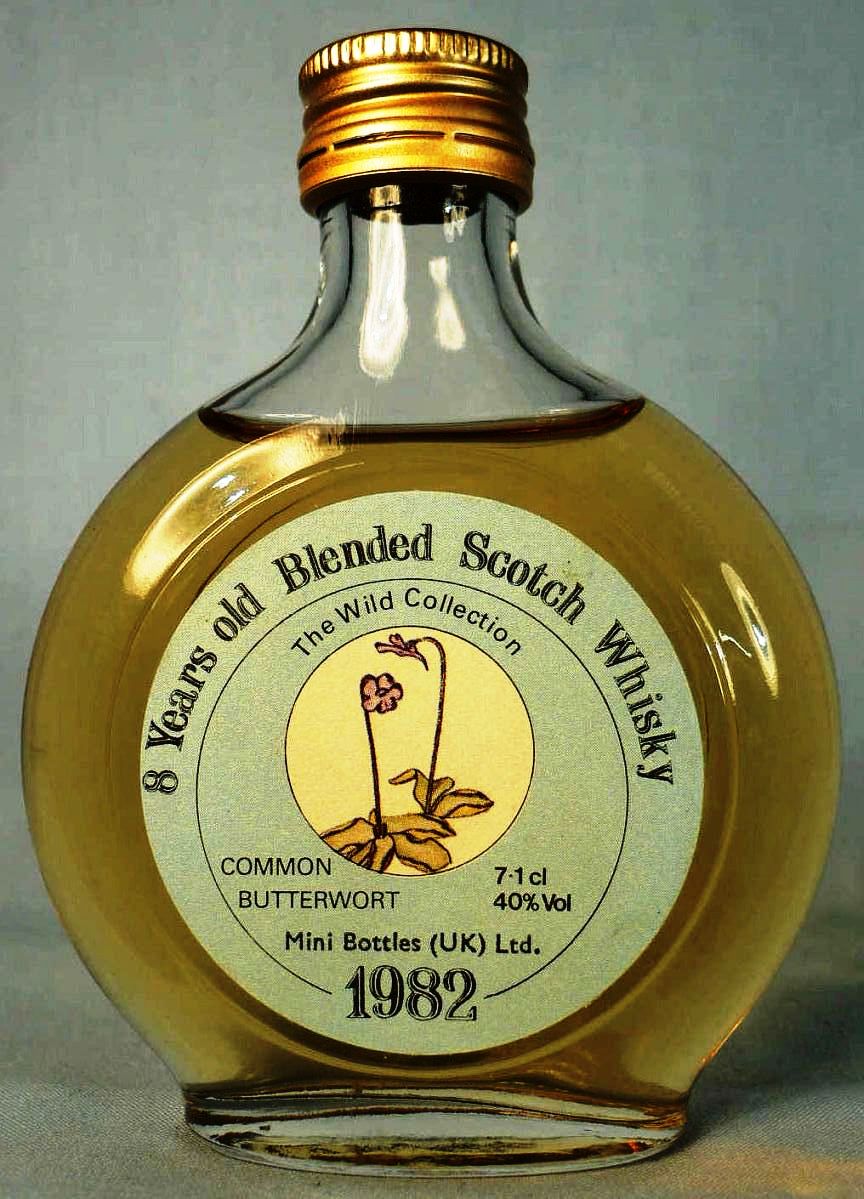 8 Years old Blended Scotch Whisky
The Wild Collection
COMMON
BUTTERWORT
7·1 cl
40% Vol
Mini Bottles (UK) Ltd.
1982